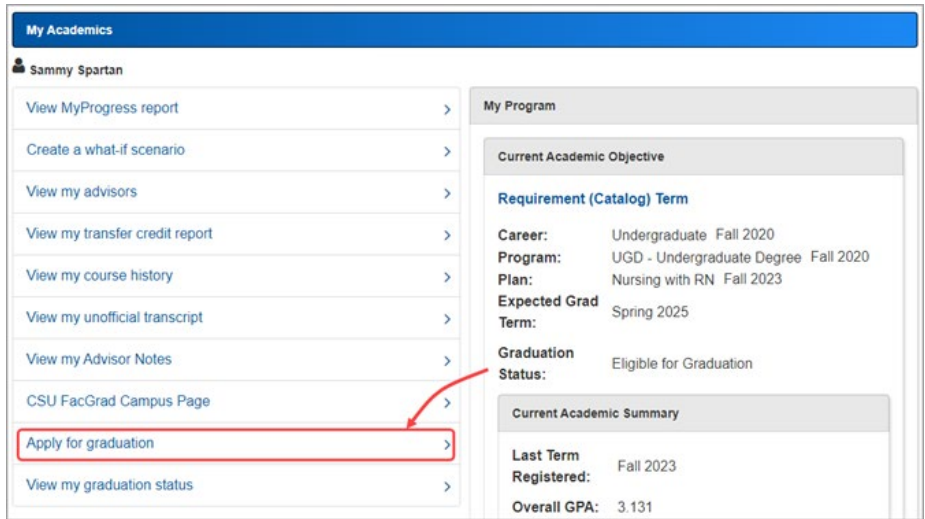 My Academics
Sammy Spartan
View MyProgress report
Create a what-if scenario
View my advisors
View my transfer credit report
View my course history
View my unofficial transcript
View my Advisor Notes
CSU FacGrad Campus Page
Apply for graduation
View my graduation status
My Program
Current Academic Objective
Requirement (Catalog) Term
Career: Undergraduate Fall 2020
Program: UGD - Undergraduate Degree Fall 2020
Plan: Nursing with RN Fall 2023
Expected Grad
Term: Spring 2025
Graduation
Status: Eligible for Graduation
Current Academic Summary
Last Term
Registered: Fall 2023
Overall GPA: 3.131